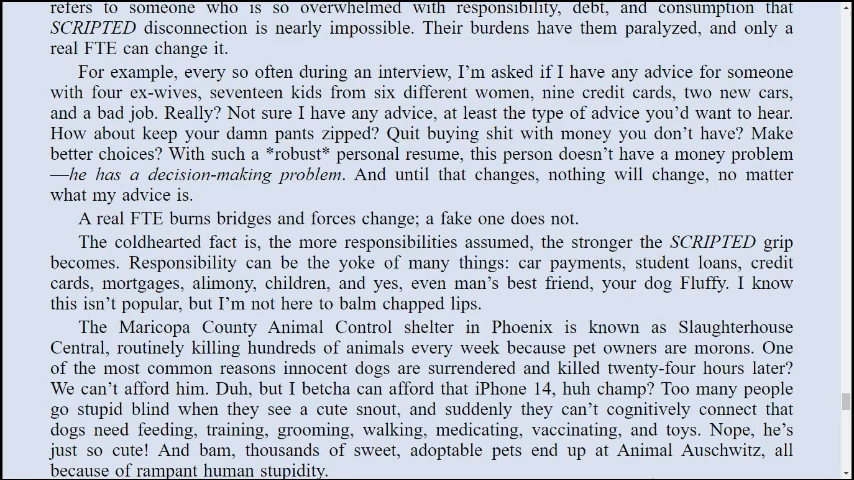 refers to someone who is so overwhelmed with responsibility, debt, and consumption that
SCRIPTED disconnection is nearly impossible. Their burdens have them paralyzed, and only a
real FTE can change it.
For example, every so often during an interview, I’m asked if I have any advice for someone
with four ex-wives, seventeen kids from six different women, nine credit cards, two new cars,
and a bad job. Really? Not sure I have any advice, at least the type of advice you’d want to hear.
How about keep your damn pants zipped? Quit buying shit with money you don’t have? Make
better choices? With such a *robust* personal resume, this person doesn’t have a money problem
—he has a decision-making problem. And until that changes, nothing will change, no matter
what my advice is.
A real FTE burns bridges and forces change; a fake one does not.
The coldhearted fact is, the more responsibilities assumed, the stronger the SCRIPTED grip
becomes. Responsibility can be the yoke of many things: car payments, student loans, credit
cards, mortgages, alimony, children, and yes, even man’s best friend, your dog Fluffy. I know
this isn’t popular, but I’m not here to balm chapped lips.
The Maricopa County Animal Control shelter in Phoenix is known as Slaughterhouse
Central, routinely killing hundreds of animals every week because pet owners are morons. One
of the most common reasons innocent dogs are surrendered and killed twenty-four hours later?
We can’t afford him. Duh, but I betcha can afford that iPhone 14, huh champ? Too many people
go stupid blind when they see a cute snout, and suddenly they can’t cognitively connect that
dogs need feeding, training, grooming, walking, medicating, vaccinating, and toys. Nope, he’s
just so cute! And bam, thousands of sweet, adoptable pets end up at Animal Auschwitz, all
because of rampant human stupidity.